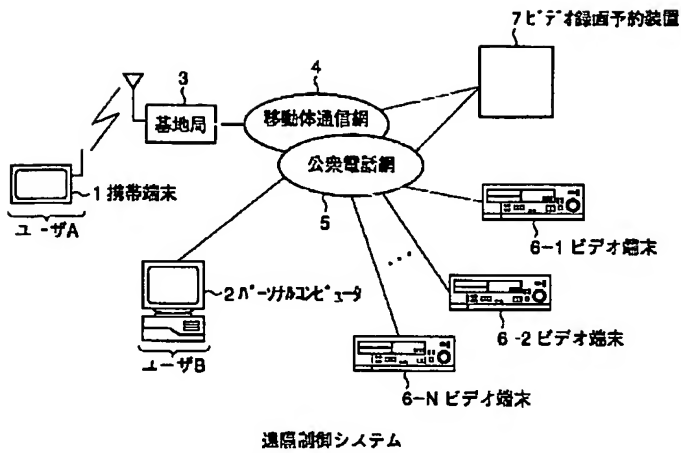 7 ビデオ録画予約装置
4
3
基地局
移動体通信網
公衆電話網
5
1 携帯端末
ユーザA
6-1 ビデオ端末
2 パーソナルコンピュータ
ユーザB
6-2 ビデオ端末
6-N ビデオ端末
遠隔制御システム